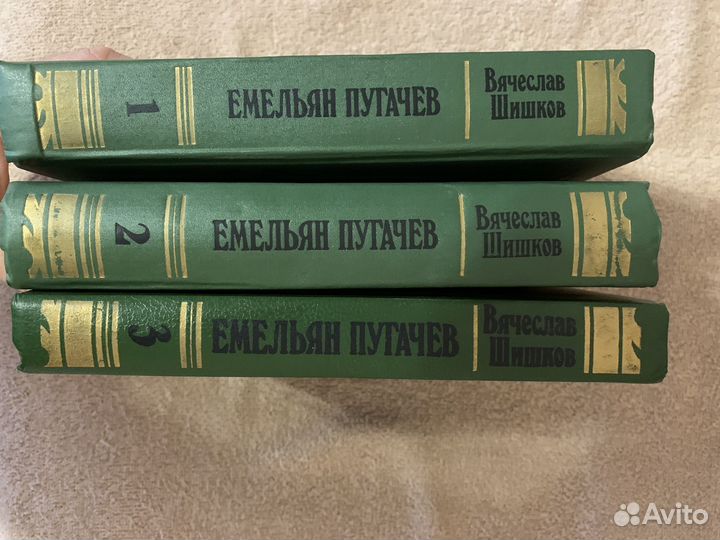 1
ЕМЕЛЬЯН ПУГАЧЕВ
Вячеслав
Шишков
2
ЕМЕЛЬЯН ПУГАЧЕВ
Вячеслав
Шишков
3
ЕМЕЛЬЯН ПУГАЧЕВ
Вячеслав
Шишков
Avito